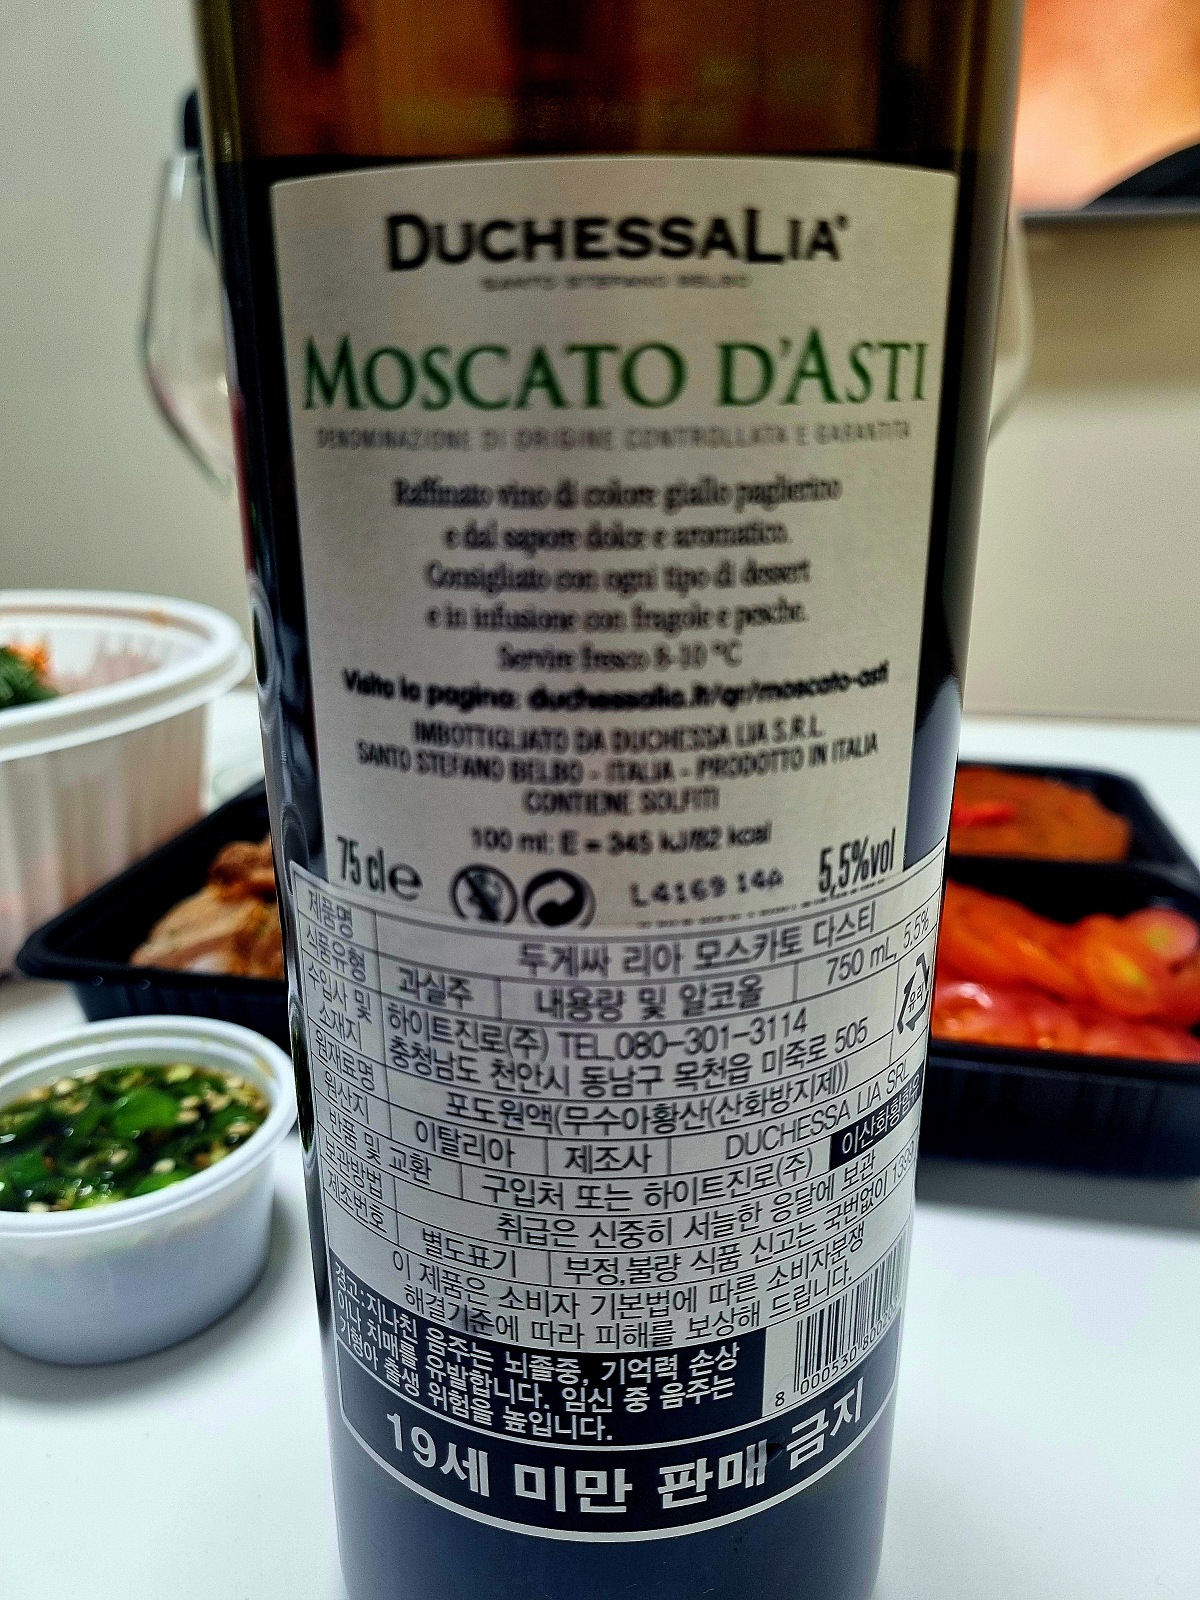 DUCHESSALIA®
SANTO STEFANO BELBO
MOSCATO D'ASTI
DENOMINAZIONE DI ORIGINE CONTROLLATA E GARANTITA
Raffinato vino di colore giallo paglierino
e dal sapore dolce e aromatico.
Consigliato con ogni tipo di dessert
e in infusione con fragole e pesche.
Servire fresco 8-10 °C
Visita la pagina: duchessalia.it/qr/moscato-asti
IMBOTTIGLIATO DA DUCHESSA LIA S.R.L.
SANTO STEFANO BELBO - ITALIA - PRODOTTO IN ITALIA
CONTIENE SOLFITI
100 ml: E = 345 kJ/82 kcal
75 cl e L4169 14A 5,5%vol
제품명 두게싸 리아 모스카토 다스티
식품유형 과실주 내용량 및 알코올 750 mL, 5.5%
수입사 및 하이트진로(주) TEL.080-301-3114
소재지 충청남도 천안시 동남구 목천읍 미죽로 505
유리
원재료명 포도원액(무수아황산(산화방지제))
원산지 이탈리아 제조사 DUCHESSA LIA SRL
반품 및 교환 구입처 또는 하이트진로(주) 이산화황함유
보관방법 취급은 신중히 서늘한 응달에 보관
제조번호 별도표기 부정,불량 식품 신고는 국번없이 1399
이 제품은 소비자 기본법에 따른 소비자분쟁
해결기준에 따라 피해를 보상해 드립니다.
경고:지나친 음주는 뇌졸중, 기억력 손상
이나 치매를 유발합니다. 임신 중 음주는
기형아 출생 위험을 높입니다.
8 000530
19세 미만 판매 금지